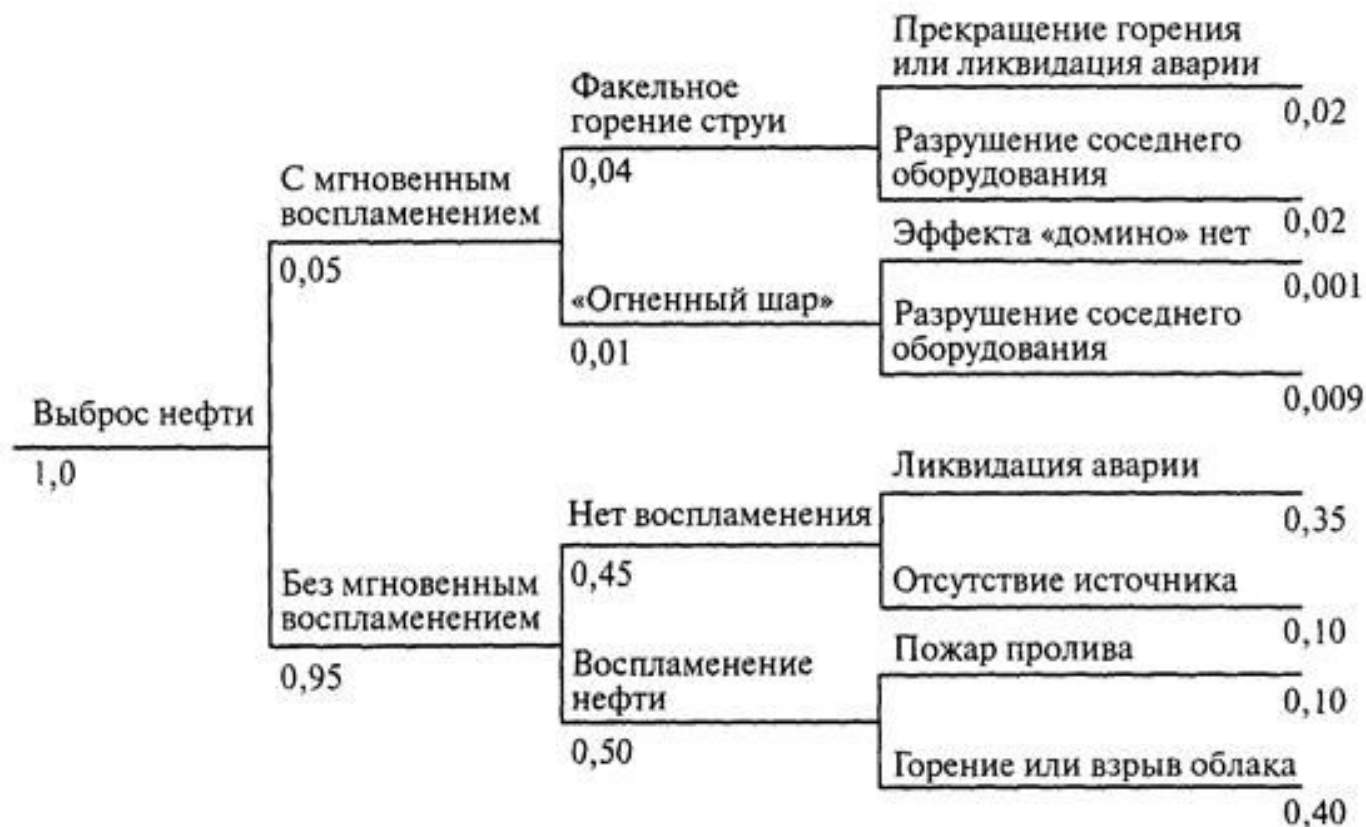 Прекращение горения
или ликвидация аварии
0,02
Факельное
горение струи
0,04
Разрушение соседнего
оборудования
0,02
С мгновенным
воспламенением
0,05
Эффекта «домино» нет
0,001
«Огненный шар»
0,01
Разрушение соседнего
оборудования
0,009
Выброс нефти
1,0
Ликвидация аварии
0,35
Нет воспламенения
0,45
Отсутствие источника
0,10
Без мгновенным
воспламенением
0,95
Пожар пролива
0,10
Воспламенение
нефти
0,50
Горение или взрыв облака
0,40